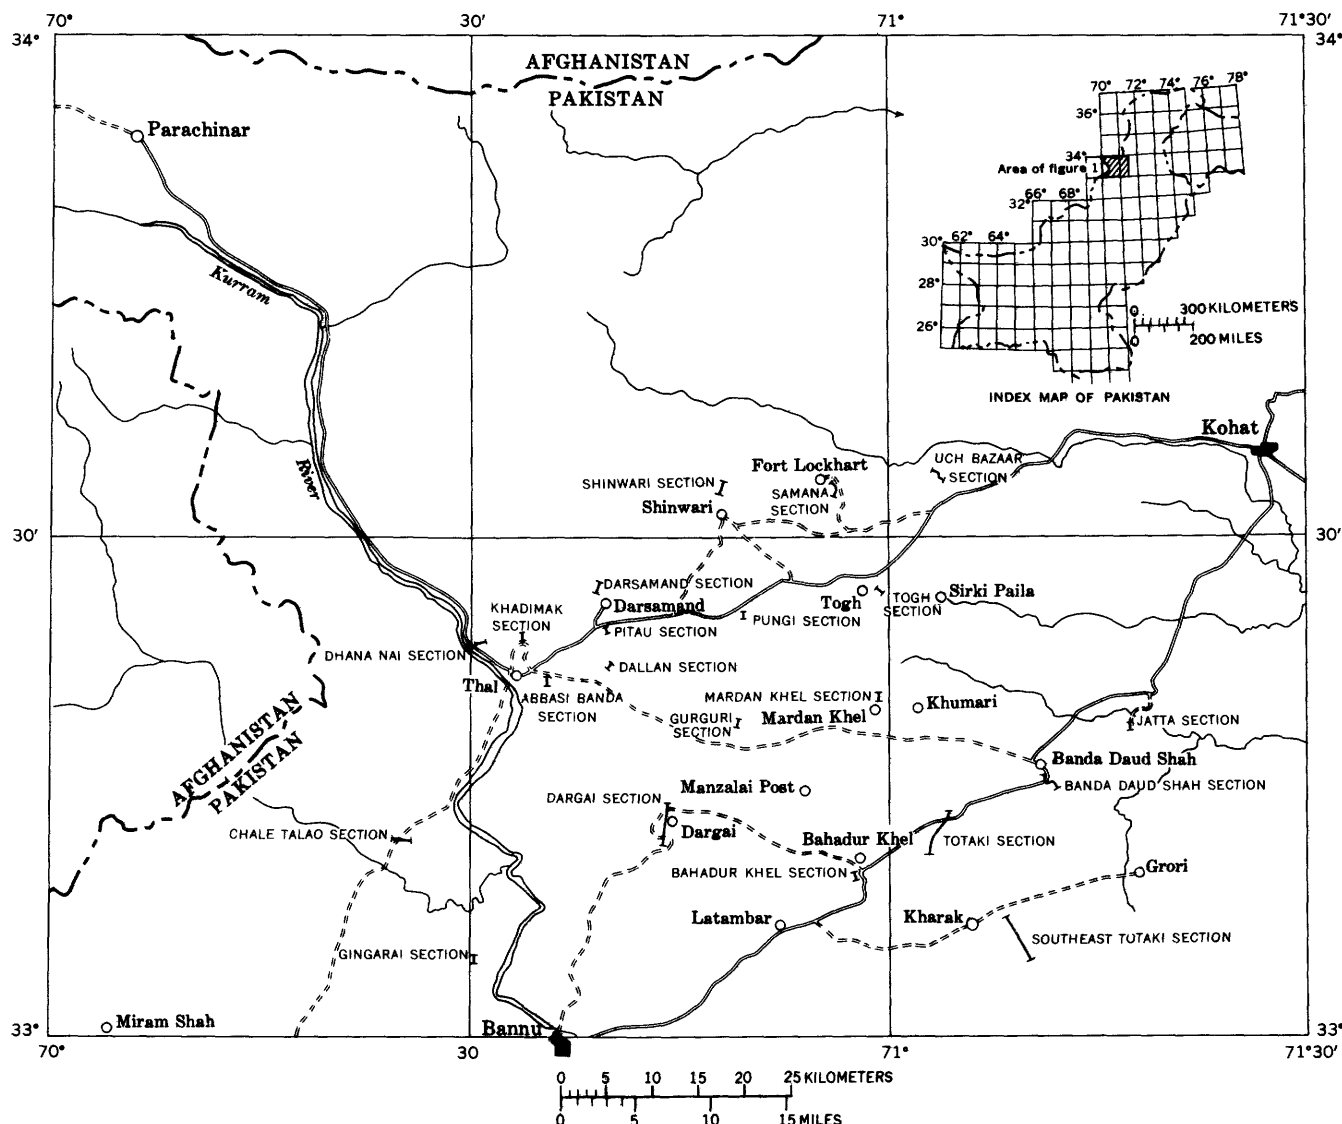 70°
30'
71°
71°30'
34°
34°
AFGHANISTAN
PAKISTAN
Parachinar
Kurram
River
70° 72° 74° 76° 78°
36°
34°
Area of figure 1
66° 68°
32°
30° 62° 64°
28°
26°
0 300 KILOMETERS
0 200 MILES
INDEX MAP OF PAKISTAN
Kohat
Fort Lockhart
UCH BAZAAR
SECTION
SHINWARI SECTION
SAMANA
SECTION
Shinwari
30'
30'
DARSAMAND SECTION
Darsamand
KHADIMAK
SECTION
PITAU SECTION
PUNGI SECTION
Togh
TOGH
SECTION
Sirki Paila
DHANA NAI SECTION
DALLAN SECTION
Thal
ABBASI BANDA
SECTION
MARDAN KHEL SECTION
Mardan Khel
Khumari
GURGURI
SECTION
JATTA SECTION
AFGHANISTAN
PAKISTAN
Banda Daud Shah
BANDA DAUD SHAH SECTION
Manzalai Post
DARGAI SECTION
Dargai
CHALE TALAO SECTION
Bahadur Khel
TOTAKI SECTION
BAHADUR KHEL SECTION
Grori
Latambar
Kharak
SOUTHEAST TOTAKI SECTION
GINGARAI SECTION
Miram Shah
Bannu
33°
33°
70°
30
71°
71°30'
0 5 10 15 20 25 KILOMETERS
0 5 10 15 MILES